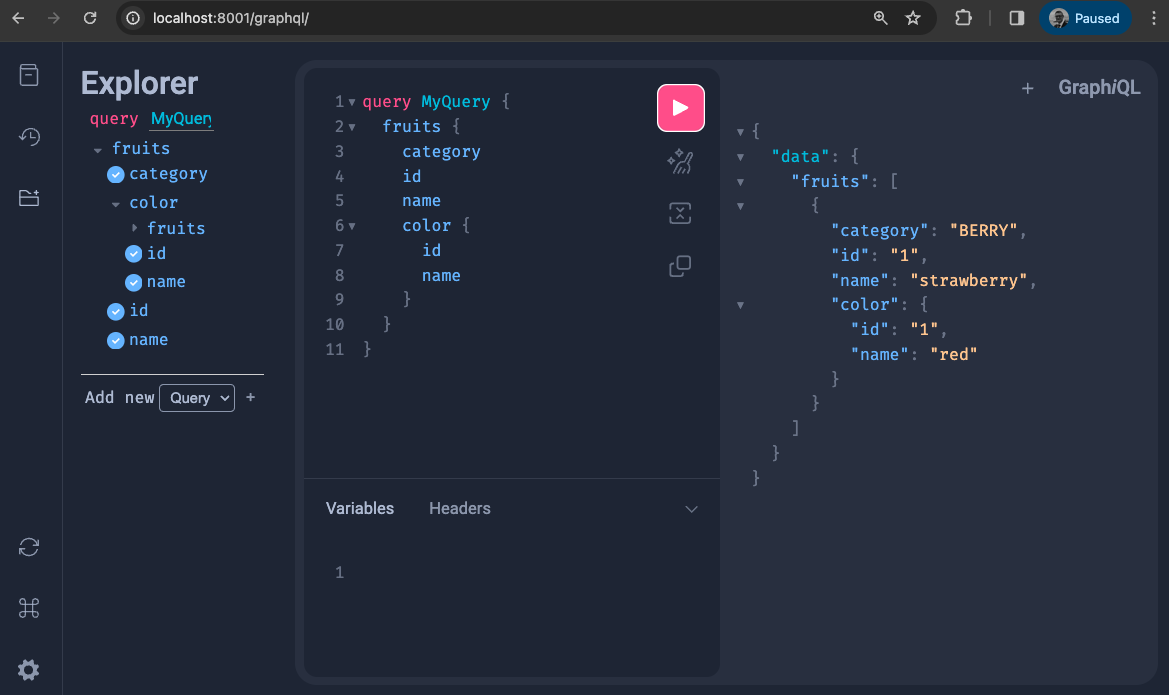 localhost:8001/graphql/
Paused
Explorer
query MyQuery
fruits
category
color
fruits
id
name
id
name
Add new Query +
1 query MyQuery {
2 fruits {
3 category
4 id
5 name
6 color {
7 id
8 name
9 }
10 }
11 }
Variables Headers
1
+ GraphiQL
{
"data": {
"fruits": [
{
"category": "BERRY",
"id": "1",
"name": "strawberry",
"color": {
"id": "1",
"name": "red"
}
}
]
}
}